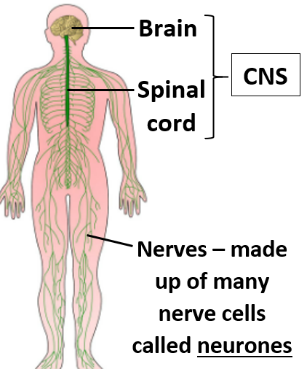 Brain
Spinal
cord
CNS
Nerves – made
up of many
nerve cells
called neurones